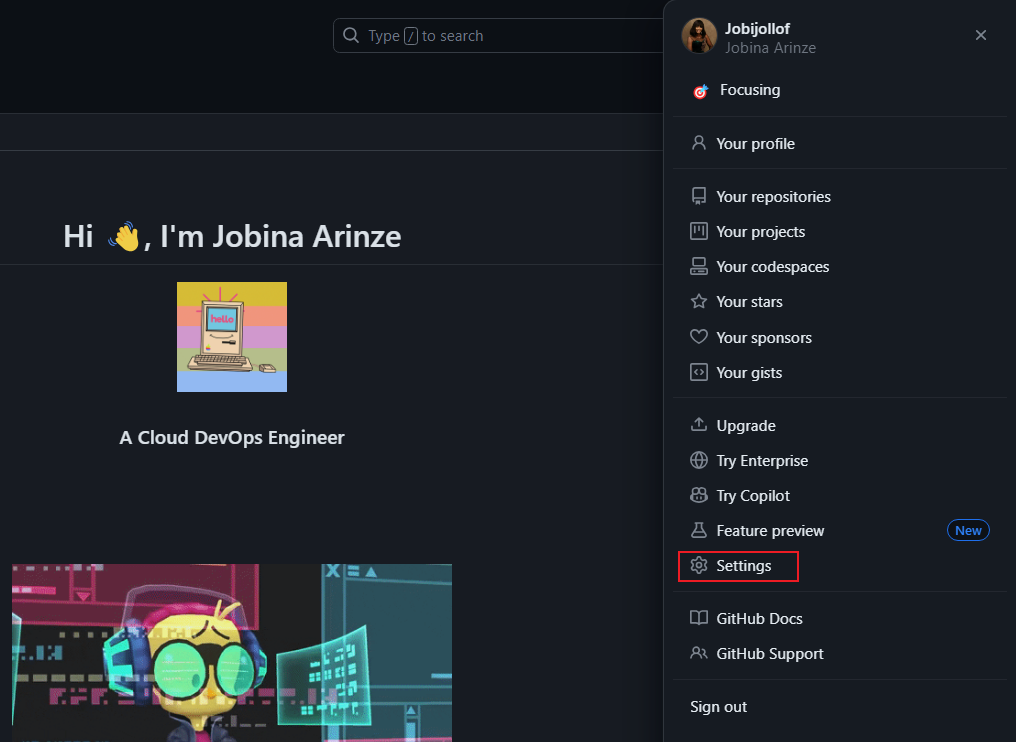 Type / to search
Jobijollof
Jobina Arinze
Focusing
Your profile
Your repositories
Your projects
Your codespaces
Your stars
Your sponsors
Your gists
Upgrade
Try Enterprise
Try Copilot
Feature preview New
Settings
GitHub Docs
GitHub Support
Sign out
Hi 👋, I'm Jobina Arinze
hello
A Cloud DevOps Engineer